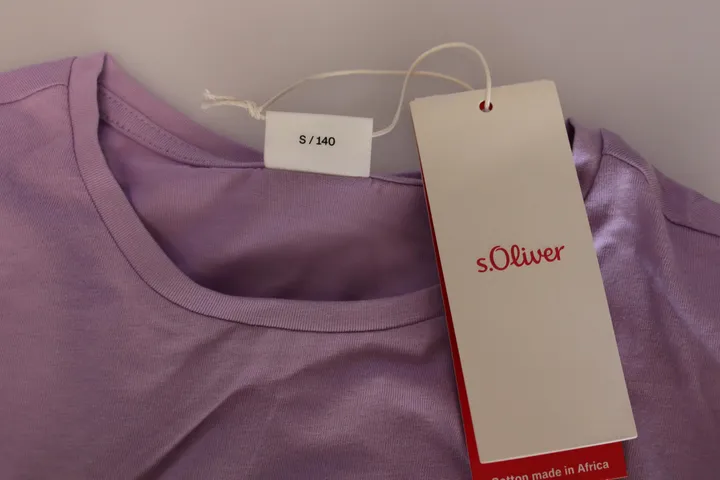 S / 140
s.Oliver
Cotton made in Africa